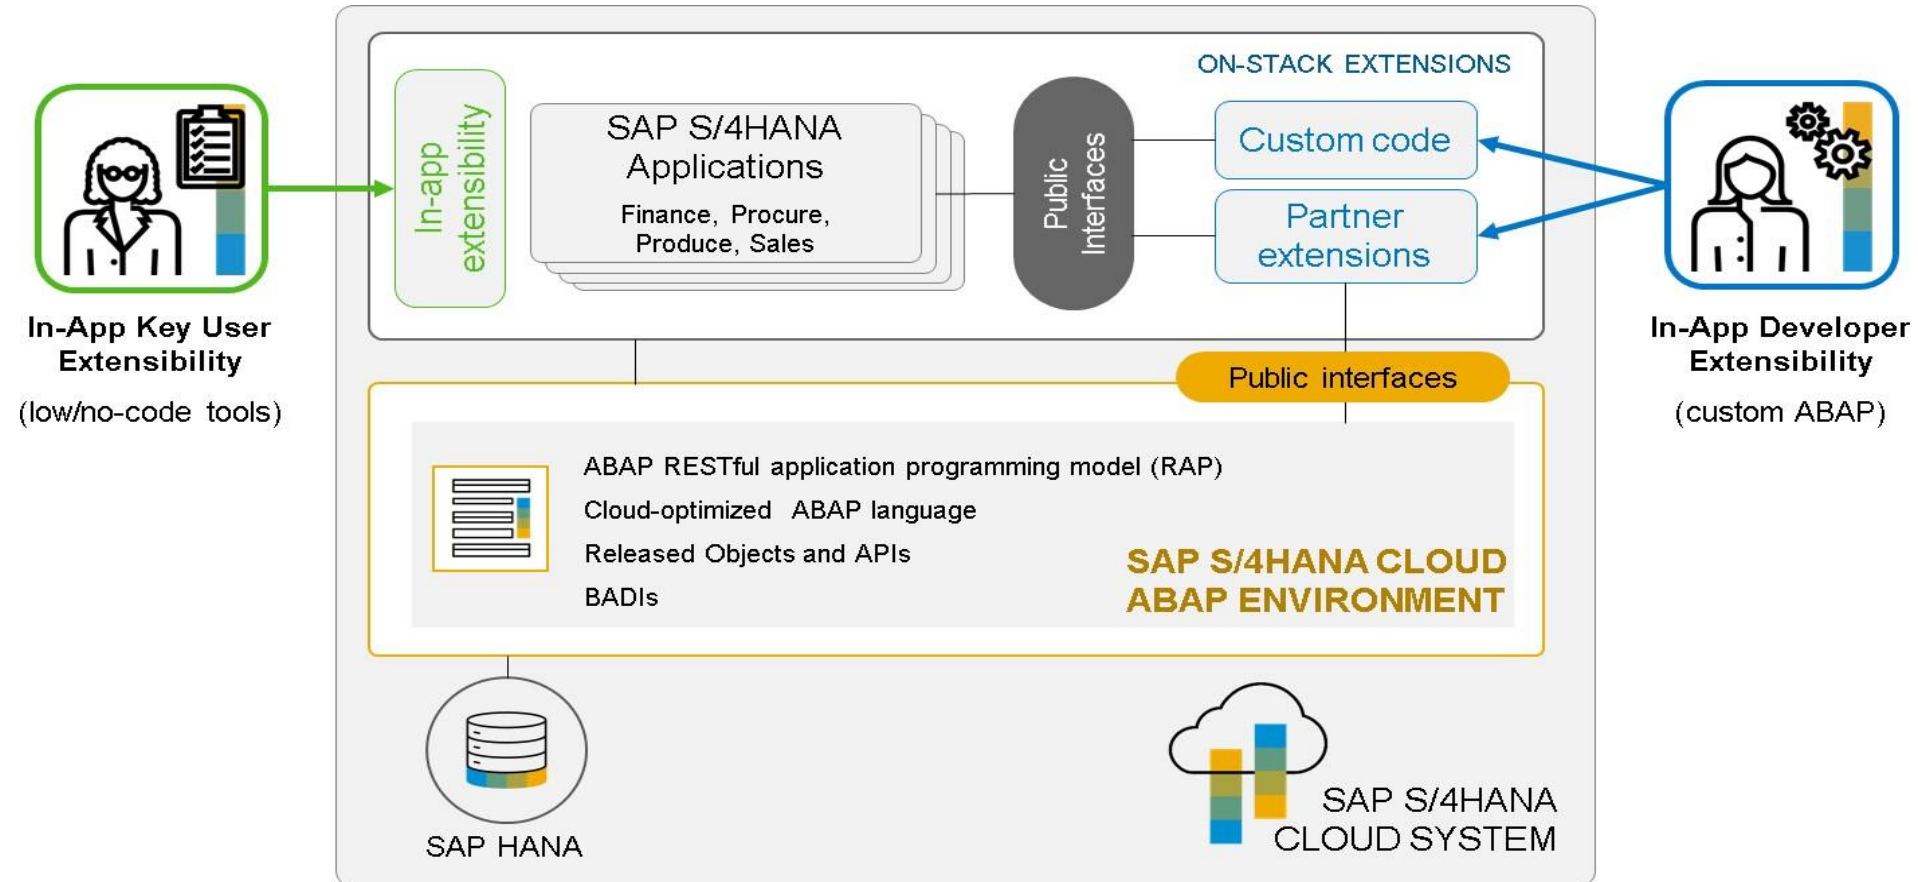 ON-STACK EXTENSIONS
In-app
extensibility
SAP S/4HANA
Applications
Finance, Procure,
Produce, Sales
Public
Interfaces
Custom code
Partner
extensions
In-App Key User
Extensibility
(low/no-code tools)
In-App Developer
Extensibility
(custom ABAP)
Public interfaces
ABAP RESTful application programming model (RAP)
Cloud-optimized ABAP language
Released Objects and APIs
BADIs
SAP S/4HANA CLOUD
ABAP ENVIRONMENT
SAP HANA
SAP S/4HANA
CLOUD SYSTEM